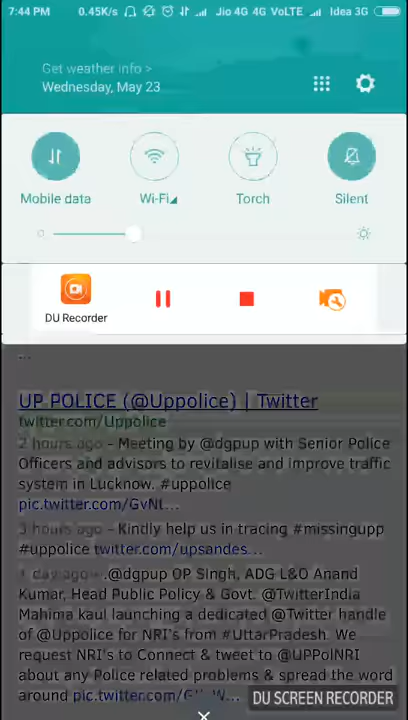 7:44 PM 0.45K/s Jio 4G 4G VoLTE Idea 3G
Get weather info >
Wednesday, May 23
Mobile data Wi-Fi Torch Silent
DU Recorder
...
UP POLICE (@Uppolice) | Twitter
twitter.com/Uppolice
2 hours ago - Meeting by @dgpup with Senior Police
Officers and advisors to revitalise and improve traffic
system in Lucknow. #uppolice
pic.twitter.com/GvNt...
3 hours ago - Kindly help us in tracing #missingupp
#uppolice twitter.com/upsandes...
1 day ago - .@dgpup OP Singh, ADG L&O Anand
Kumar, Head Public Policy & Govt. @TwitterIndia
Mahima kaul launching a dedicated @Twitter handle
of @Uppolice for NRI's from #UttarPradesh. We
request NRI's to Connect & tweet to @UPPolNRI
about any Police related problems & spread the word
around
DU SCREEN RECORDER